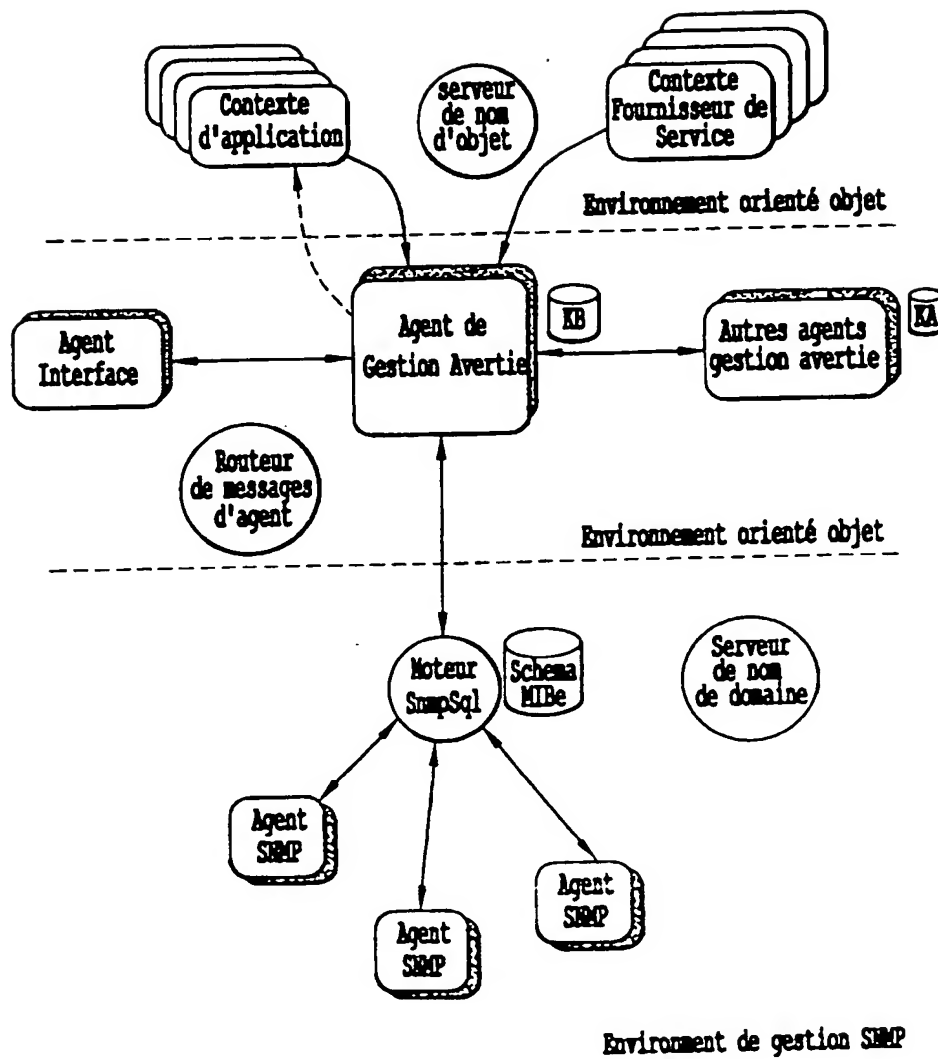 Contexte
d'application
serveur
de nom
d'objet
Contexte
Fournisseur de
Service
Environnement orienté objet
Agent
Interface
Agent de
Gestion Avertie
KB
Autres agents
gestion avertie
KA
Routeur
de messages
d'agent
Environnement orienté objet
Moteur
SnmpSql
Schema
MIBe
Serveur
de nom
de domaine
Agent
SNMP
Agent
SNMP
Agent
SNMP
Environment de gestion SNMP